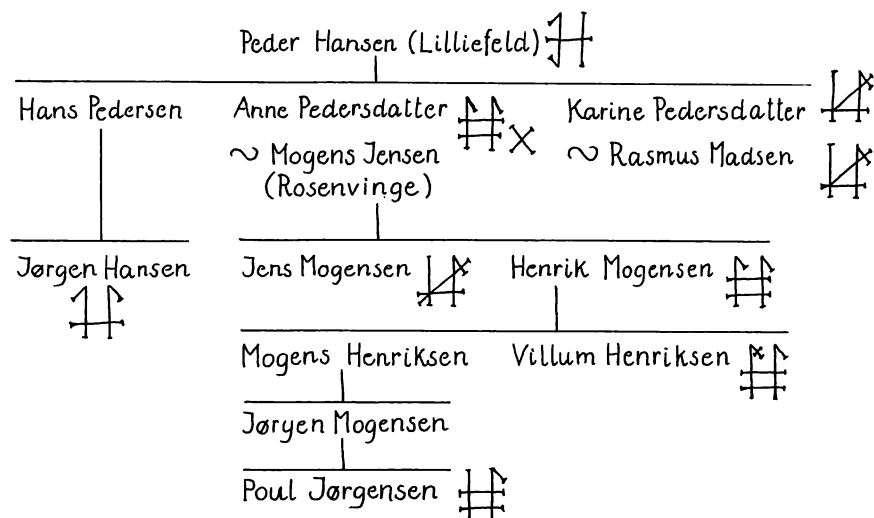 Peder Hansen (Lilliefeld)
Hans Pedersen Anne Pedersdatter Karine Pedersdatter
~ Mogens Jensen ~ Rasmus Madsen
(Rosenvinge)
Jørgen Hansen Jens Mogensen Henrik Mogensen
Mogens Henriksen Villum Henriksen
Jøryen Mogensen
Poul Jørgensen